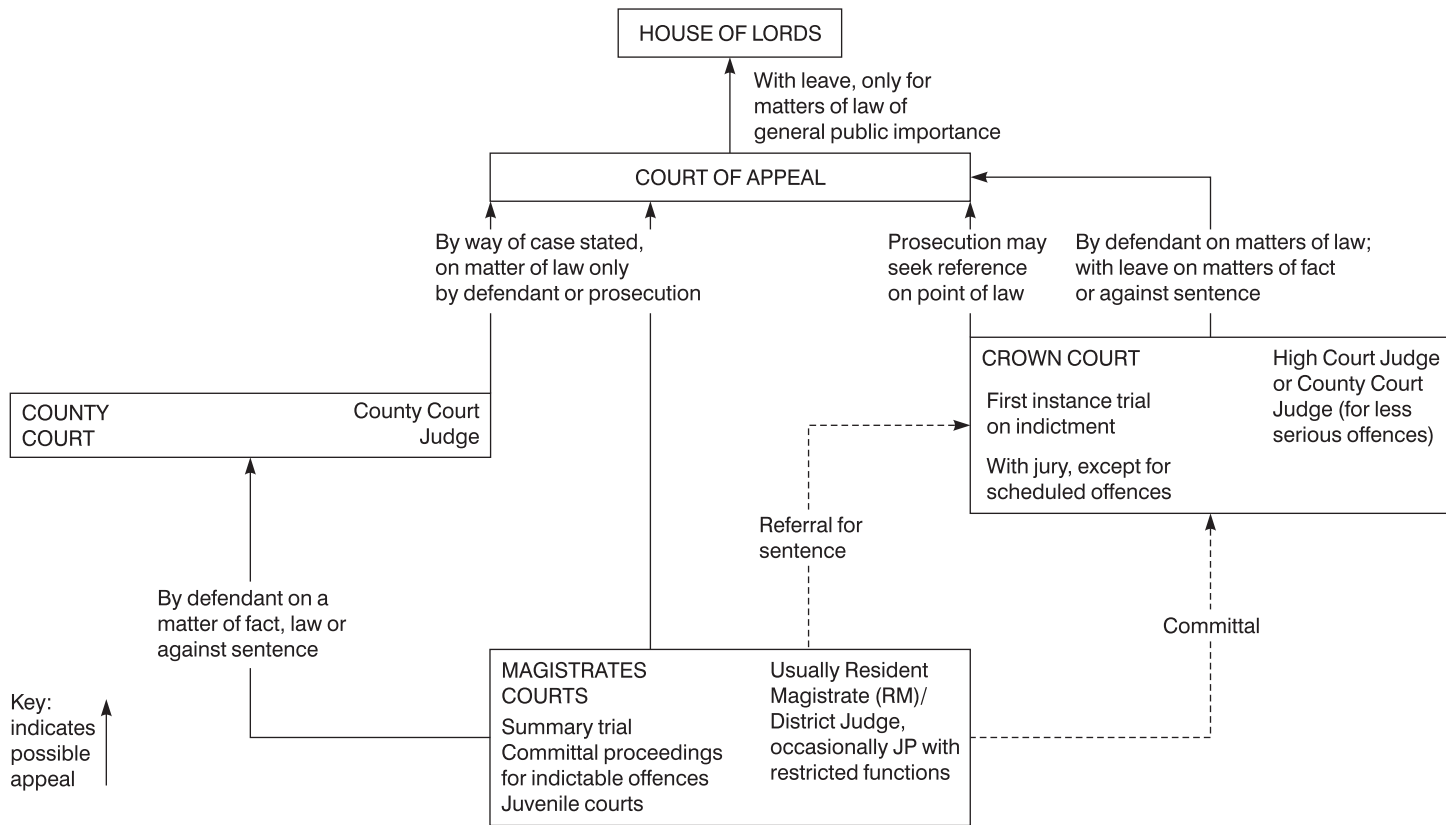 HOUSE OF LORDS
With leave, only for
matters of law of
general public importance
COURT OF APPEAL
By way of case stated,
on matter of law only
by defendant or prosecution
Prosecution may
seek reference
on point of law
By defendant on matters of law;
with leave on matters of fact
or against sentence
COUNTY
COURT
County Court
Judge
CROWN COURT
First instance trial
on indictment
With jury, except for
scheduled offences
High Court Judge
or County Court
Judge (for less
serious offences)
Referral for
sentence
By defendant on a
matter of fact, law or
against sentence
Committal
MAGISTRATES
COURTS
Summary trial
Committal proceedings
for indictable offences
Juvenile courts
Usually Resident
Magistrate (RM)/
District Judge,
occasionally JP with
restricted functions
Key:
indicates
possible
appeal